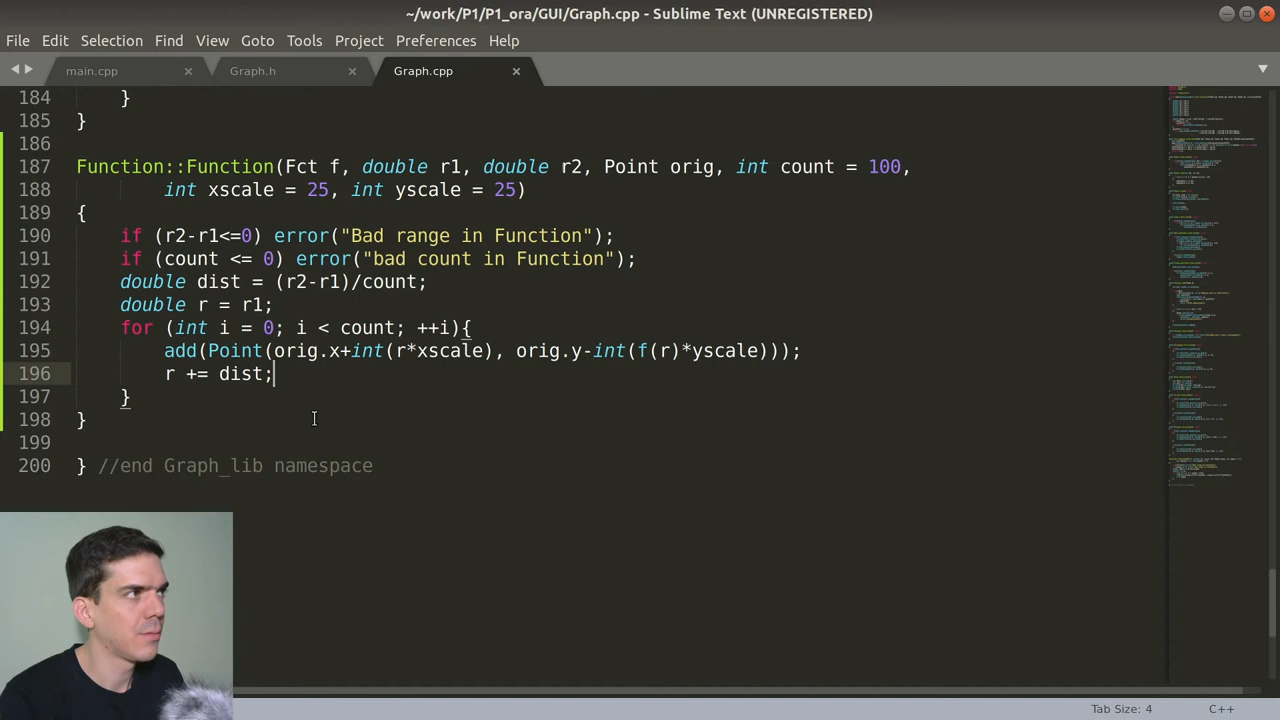 ~/work/P1/P1_ora/GUI/Graph.cpp - Sublime Text (UNREGISTERED)
File Edit Selection Find View Goto Tools Project Preferences Help
main.cpp Graph.h Graph.cpp
184 }
185 }
186
187 Function::Function(Fct f, double r1, double r2, Point orig, int count = 100,
188 int xscale = 25, int yscale = 25)
189 {
190 if (r2-r1<=0) error("Bad range in Function");
191 if (count <= 0) error("bad count in Function");
192 double dist = (r2-r1)/count;
193 double r = r1;
194 for (int i = 0; i < count; ++i){
195 add(Point(orig.x+int(r*xscale), orig.y-int(f(r)*yscale)));
196 r += dist;
197 }
198 }
199
200 } //end Graph_lib namespace
Tab Size: 4 C++